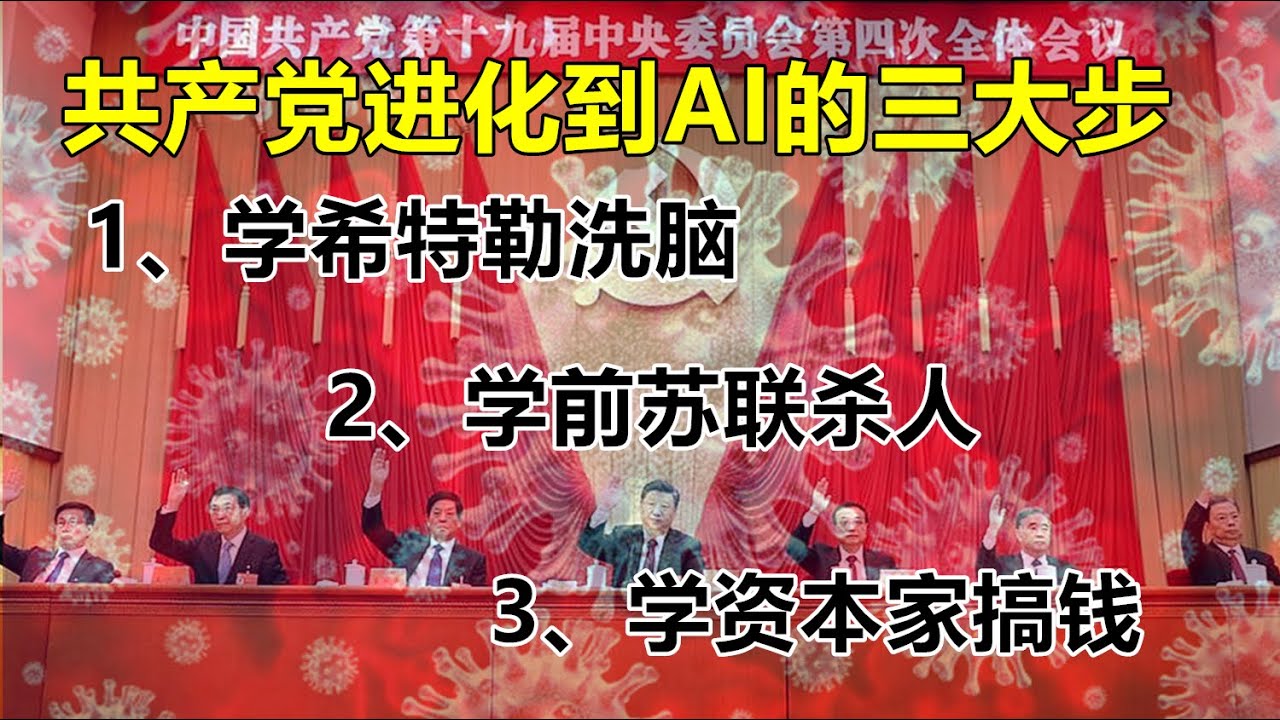 中国共产党第十九届中央委员会第四次全体会议
共产党进化到AI的三大步
1、学希特勒洗脑
2、学前苏联杀人
3、学资本家搞钱